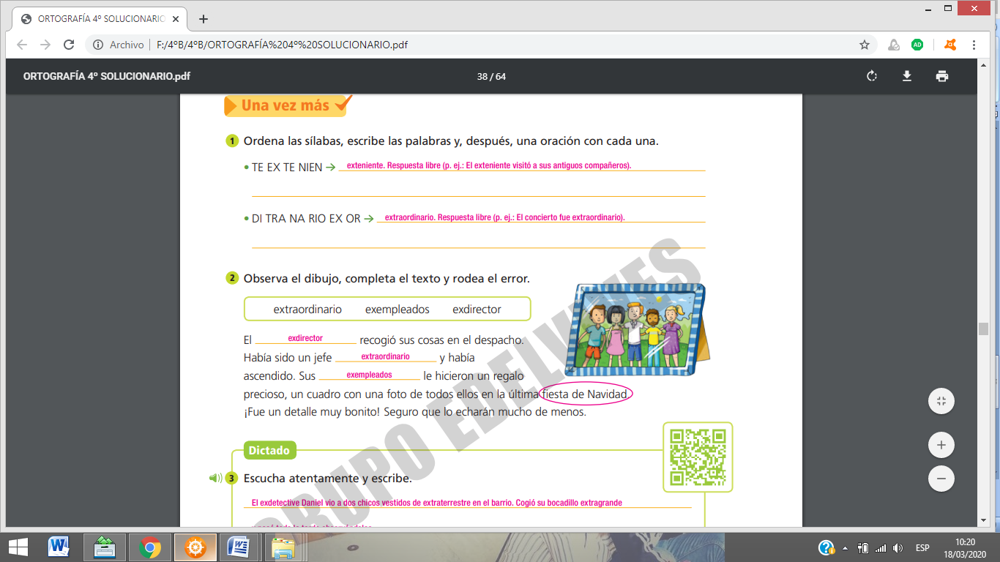 ORTOGRAFÍA 4º SOLUCIONARIO
Archivo | F:/4ºB/4ºB/ORTOGRAFÍA%204º%20SOLUCIONARIO.pdf
AD
ORTOGRAFÍA 4º SOLUCIONARIO.pdf
38 / 64
Una vez más
1 Ordena las sílabas, escribe las palabras y, después, una oración con cada una.
• TE EX TE NIEN → exteniente. Respuesta libre (p. ej.: El exteniente visitó a sus antiguos compañeros).
• DI TRA NA RIO EX OR → extraordinario. Respuesta libre (p. ej.: El concierto fue extraordinario).
2 Observa el dibujo, completa el texto y rodea el error.
extraordinario exempleados exdirector
El exdirector recogió sus cosas en el despacho.
Había sido un jefe extraordinario y había
ascendido. Sus exempleados le hicieron un regalo
precioso, un cuadro con una foto de todos ellos en la última fiesta de Navidad.
¡Fue un detalle muy bonito! Seguro que lo echarán mucho de menos.
GRUPO EDELVIVES
Dictado
3 Escucha atentamente y escribe.
El exdetective Daniel vio a dos chicos vestidos de extraterrestre en el barrio. Cogió su bocadillo extragrande
ESP
10:20
18/03/2020